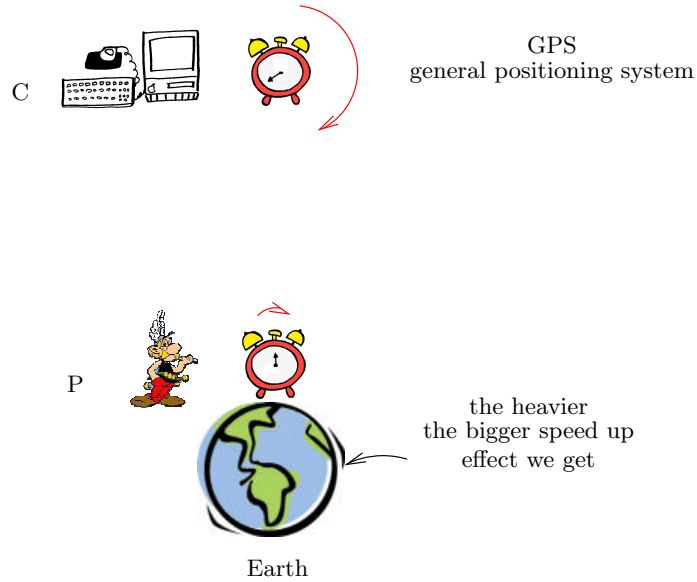 GPS
general positioning system
C
P
the heavier
the bigger speed up
effect we get
Earth